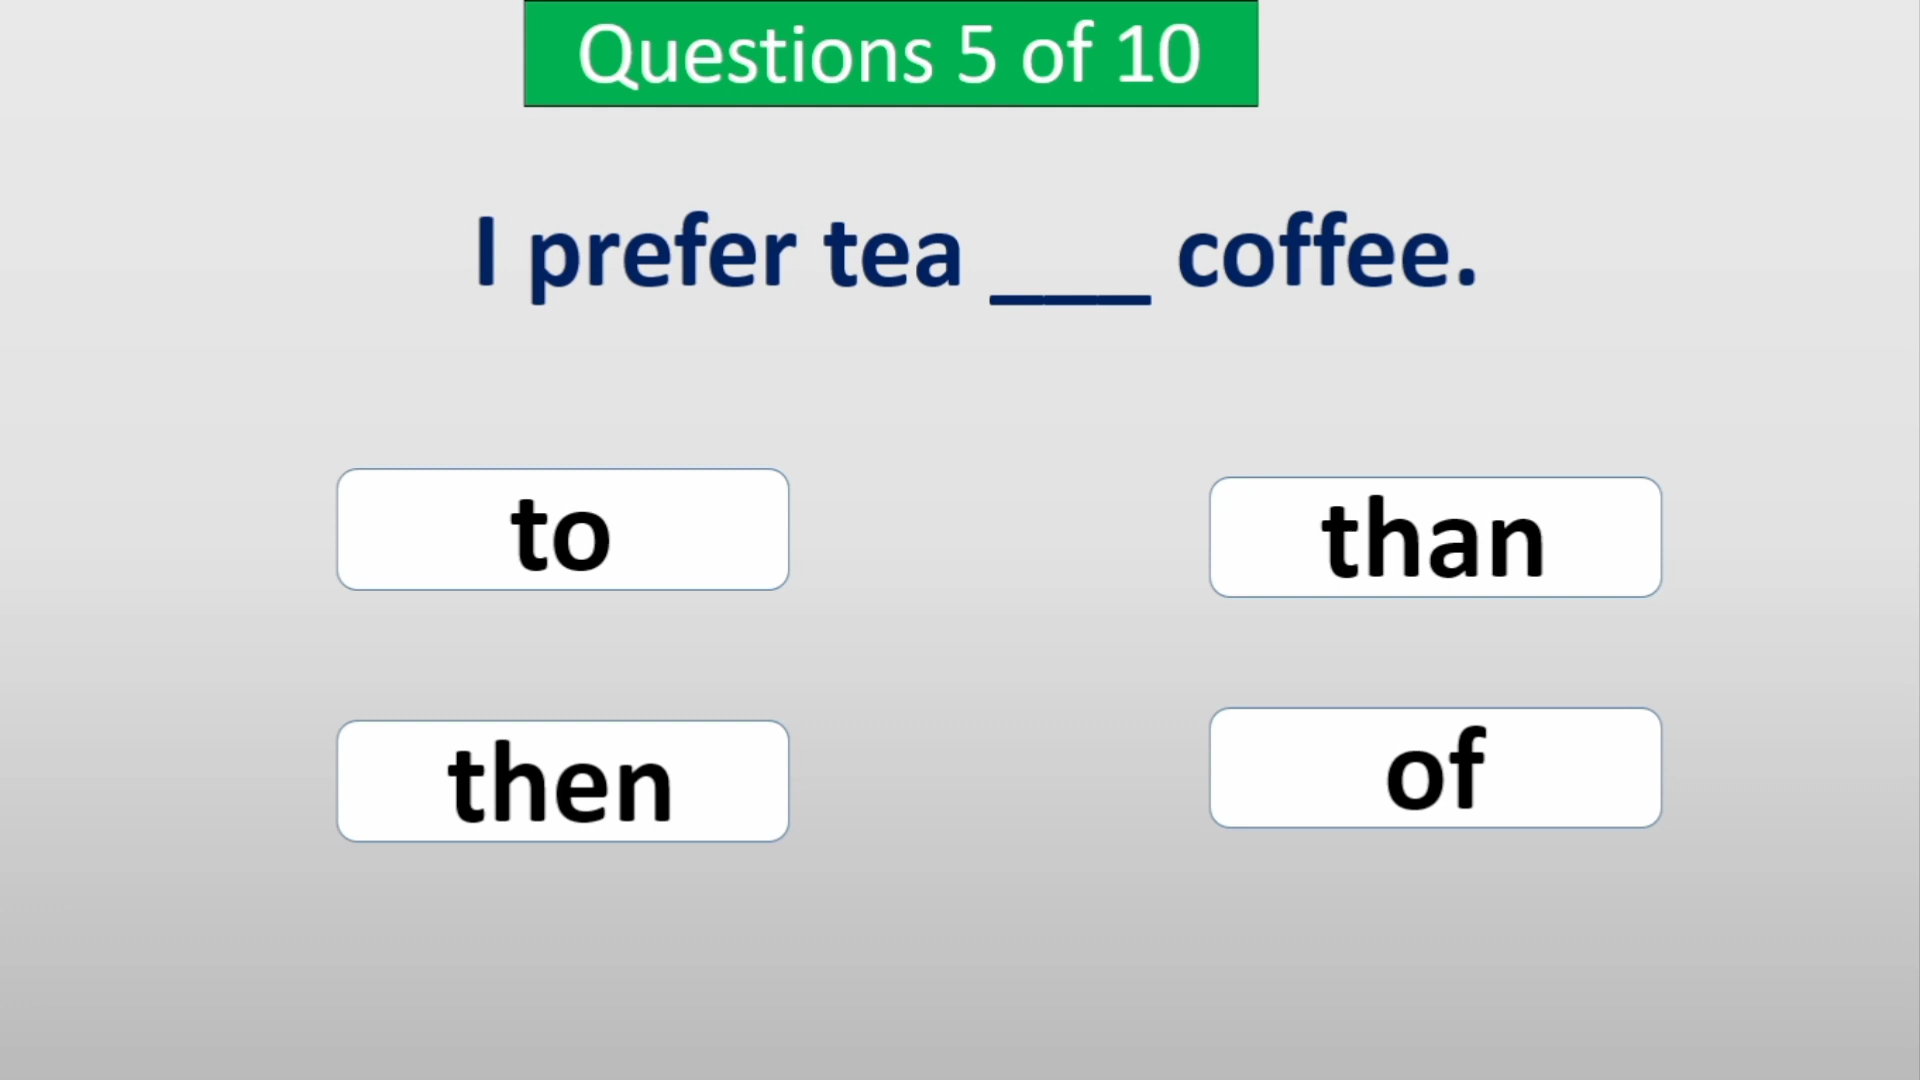 Questions 5 of 10
I prefer tea ___ coffee.
to
than
then
of